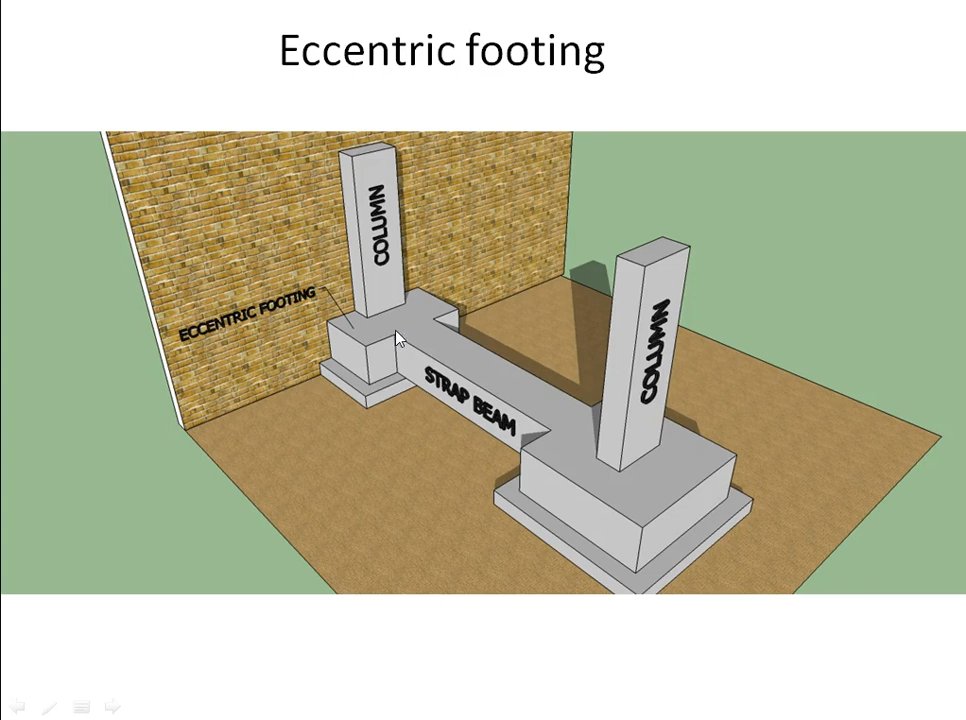 Eccentric footing
COLUMN
ECCENTRIC FOOTING
COLUMN
STRAP BEAM